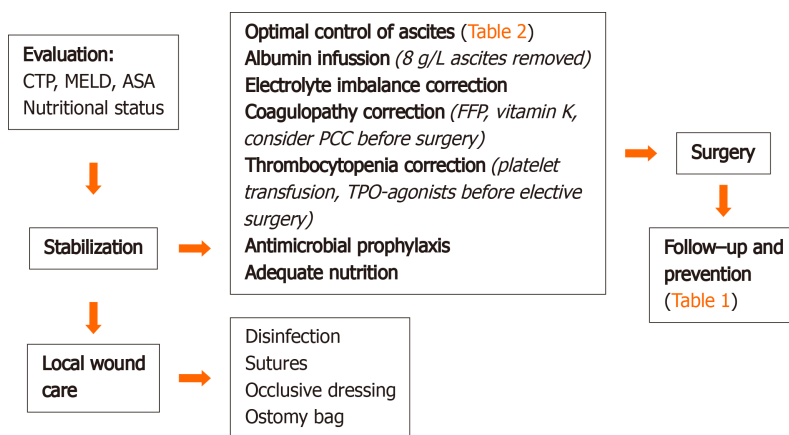 Evaluation:
CTP, MELD, ASA
Nutritional status
Stabilization
Local wound
care
Optimal control of ascites (Table 2)
Albumin infussion (8 g/L ascites removed)
Electrolyte imbalance correction
Coagulopathy correction (FFP, vitamin K,
consider PCC before surgery)
Thrombocytopenia correction (platelet
transfusion, TPO-agonists before elective
surgery)
Antimicrobial prophylaxis
Adequate nutrition
Disinfection
Sutures
Occlusive dressing
Ostomy bag
Surgery
Follow–up and
prevention
(Table 1)